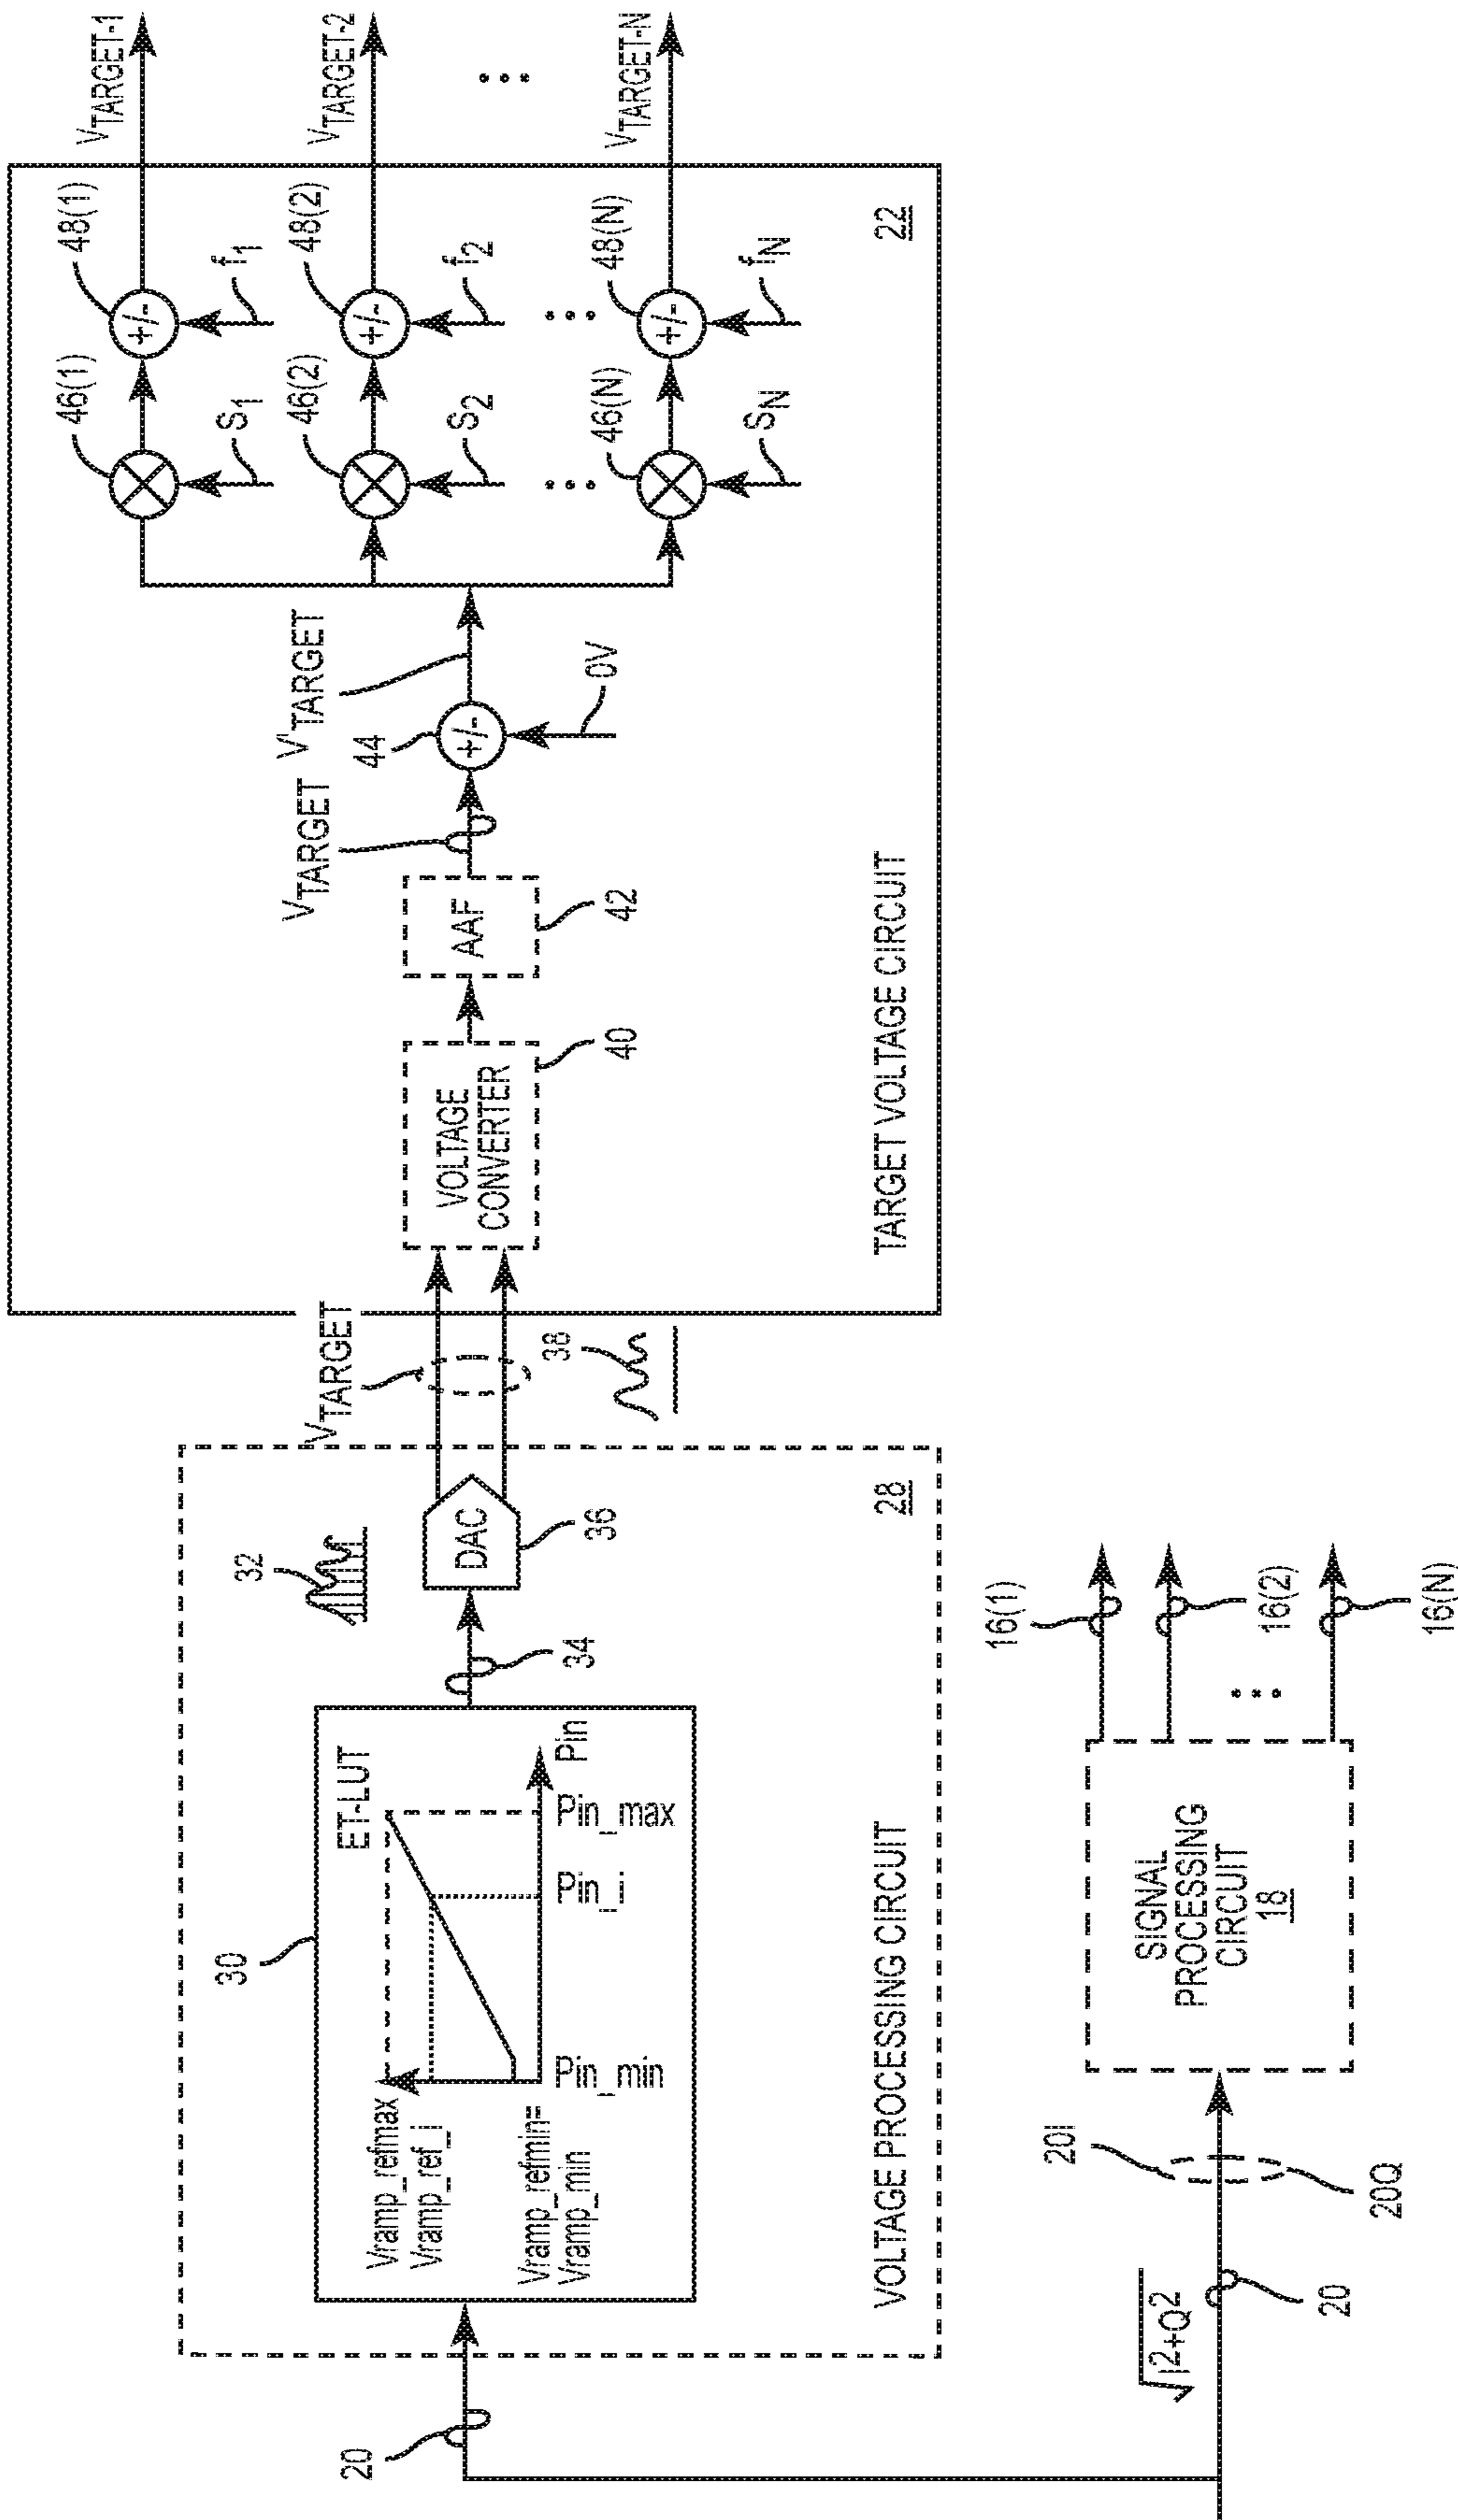 20
VOLTAGE PROCESSING CIRCUIT
28
30
ET-LUT
Vramp_refmax
Vramp_ref_i
Vramp_refmin=
Vramp_min
Pin_min
Pin_i
Pin_max
Pin
34
32
DAC
36
VTARGET
38
TARGET VOLTAGE CIRCUIT
22
VOLTAGE
CONVERTER
40
AAF
42
VTARGET
44
+/-
0V
V'TARGET
46(1)
S1
48(1)
+/-
f1
VTARGET-1
46(2)
S2
48(2)
+/-
f2
VTARGET-2
46(N)
SN
48(N)
+/-
fN
VTARGET-N
√I2+Q2
20
20I
20Q
SIGNAL
PROCESSING
CIRCUIT
18
16(1)
16(2)
16(N)